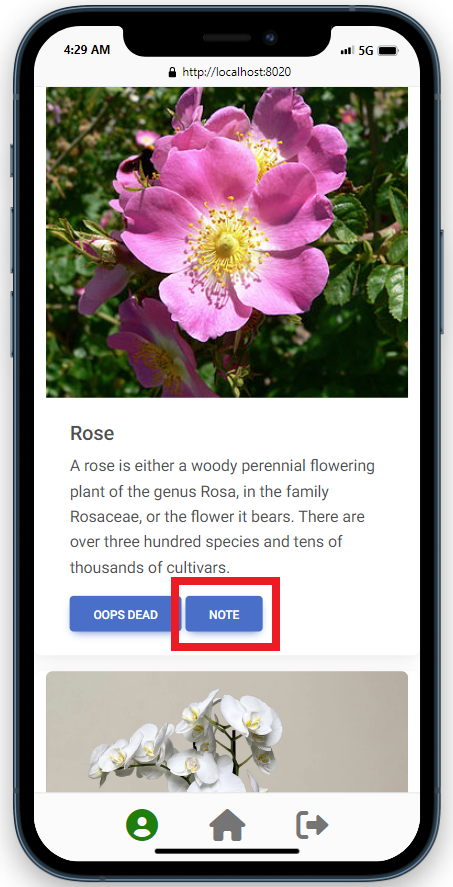 4:29 AM 5G
http://localhost:8020
Rose
A rose is either a woody perennial flowering
plant of the genus Rosa, in the family
Rosaceae, or the flower it bears. There are
over three hundred species and tens of
thousands of cultivars.
OOPS DEAD NOTE